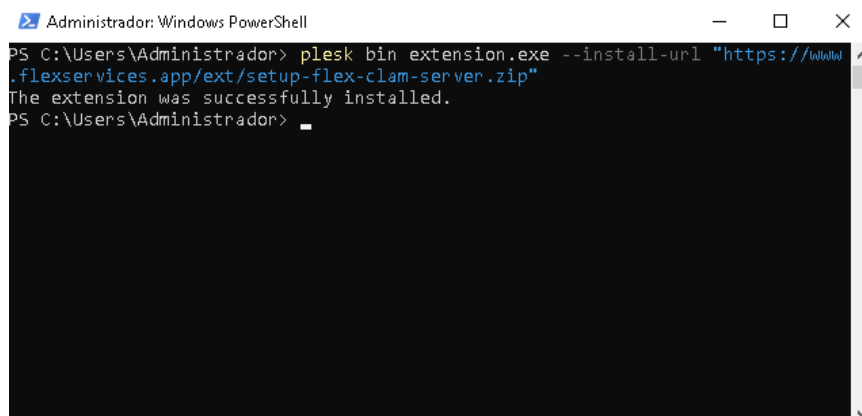 Administrador: Windows PowerShell
PS C:\Users\Administrador> plesk bin extension.exe --install-url "https://www
.flexservices.app/ext/setup-flex-clam-server.zip"
The extension was successfully installed.
PS C:\Users\Administrador>